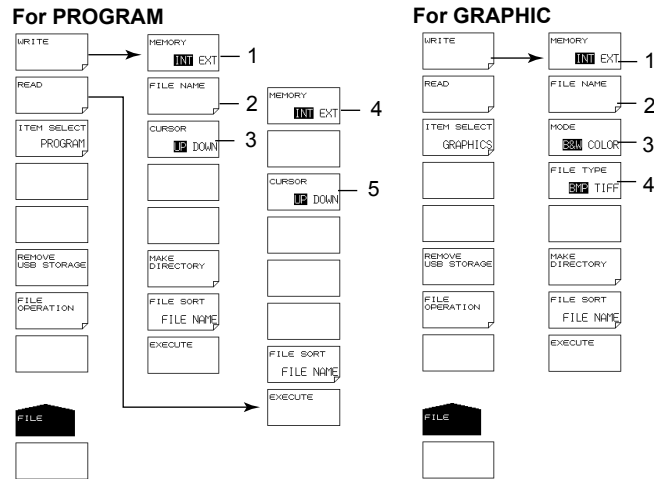 For PROGRAM
WRITE
READ
ITEM SELECT
PROGRAM
REMOVE
USB STORAGE
FILE
OPERATION
FILE
MEMORY
INT EXT
1
FILE NAME
2
CURSOR
UP DOWN
3
MAKE
DIRECTORY
FILE SORT
FILE NAME
EXECUTE
MEMORY
INT EXT
4
CURSOR
UP DOWN
5
FILE SORT
FILE NAME
EXECUTE
For GRAPHIC
WRITE
READ
ITEM SELECT
GRAPHICS
REMOVE
USB STORAGE
FILE
OPERATION
FILE
MEMORY
INT EXT
1
FILE NAME
2
MODE
B&W COLOR
3
FILE TYPE
BMP TIFF
4
MAKE
DIRECTORY
FILE SORT
FILE NAME
EXECUTE